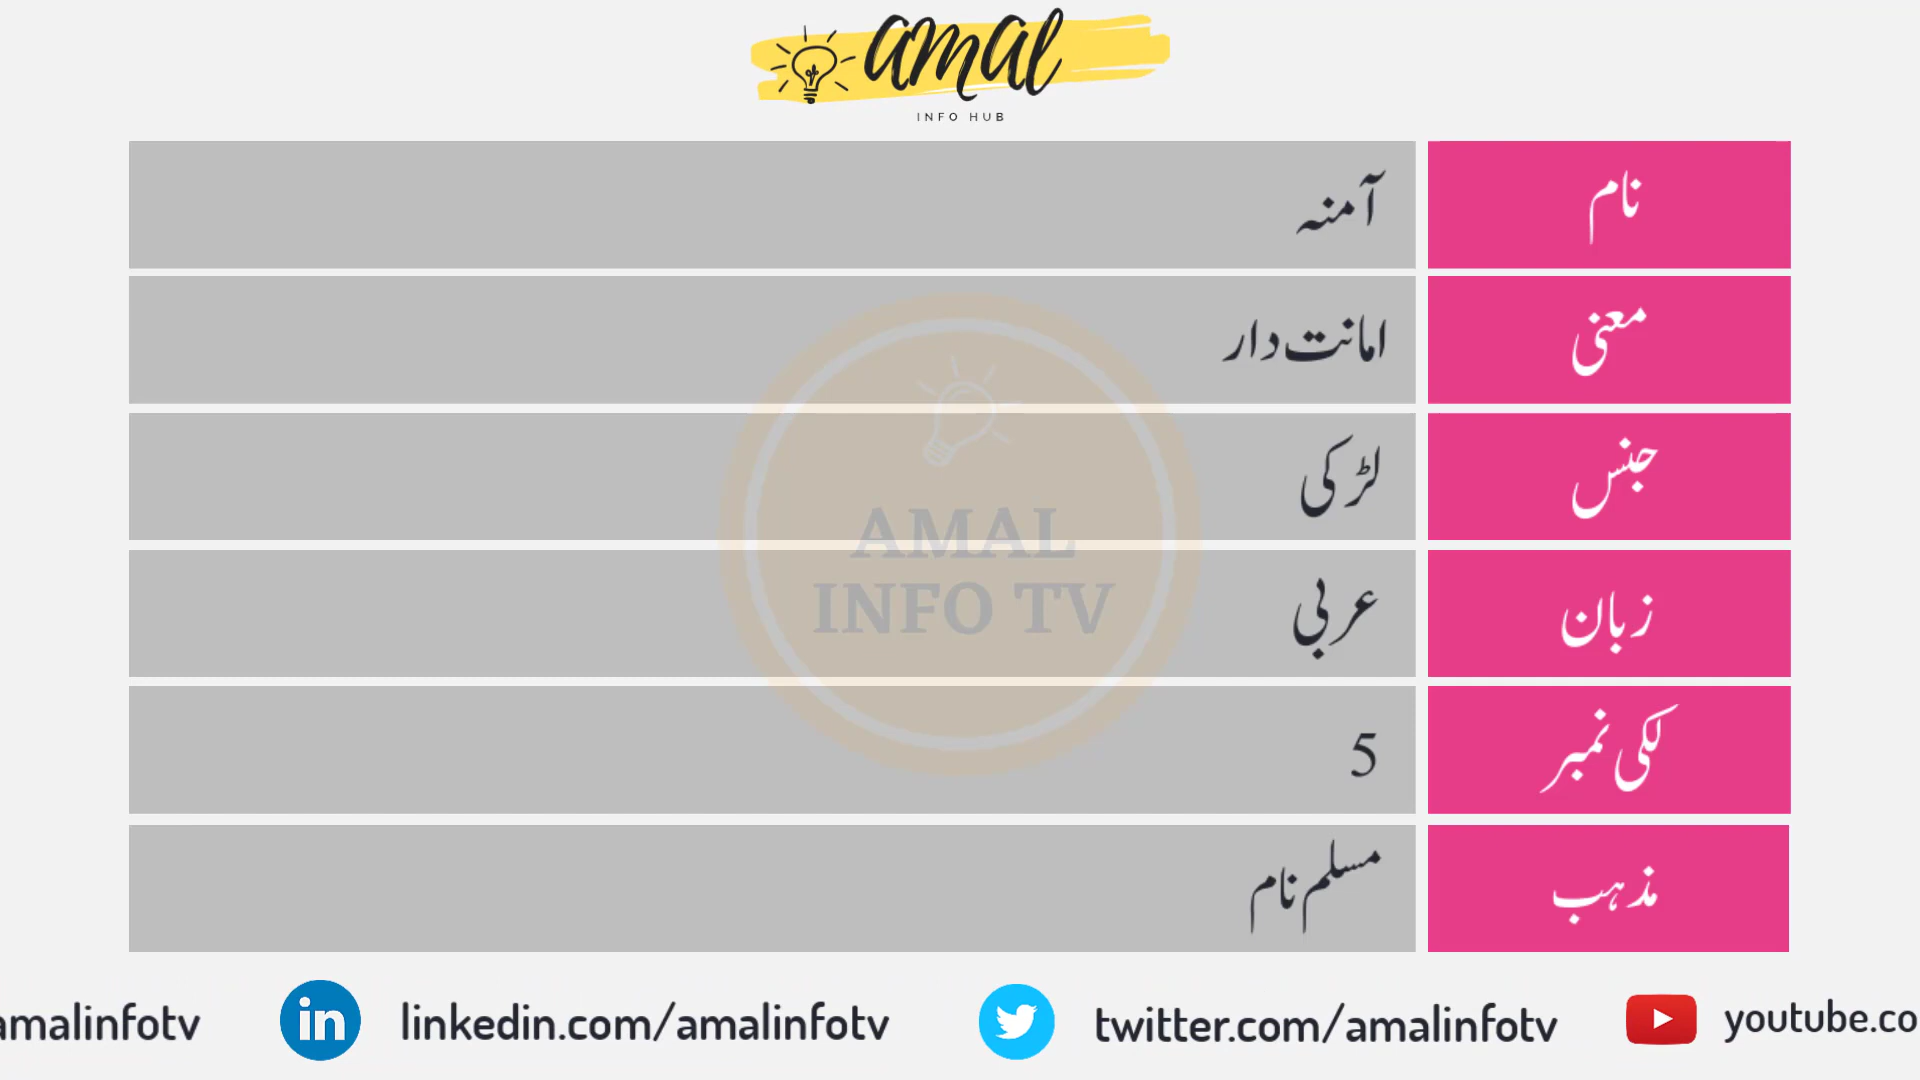 amal
INFO HUB
نام آمنہ
معنی امانت دار
جنس لڑکی
زبان عربی
لکی نمبر 5
مذہب مسلم نام
AMAL
INFO TV
amalinfotv linkedin.com/amalinfotv twitter.com/amalinfotv youtube.co